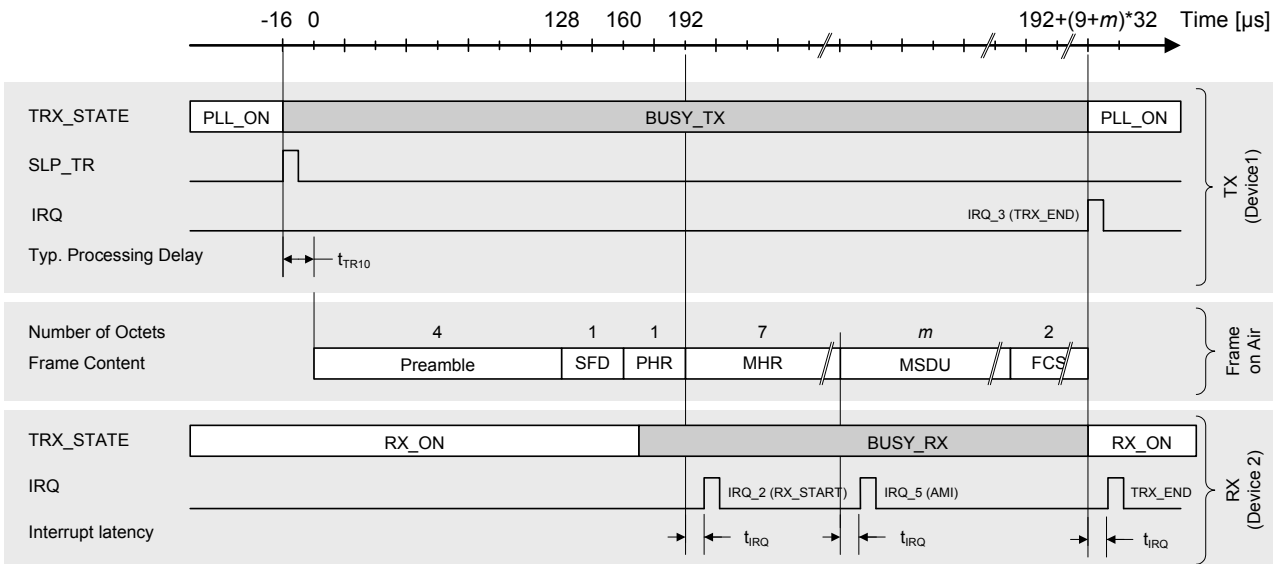 -16 0 128 160 192 192+(9+m)*32 Time [µs]
TRX_STATE PLL_ON BUSY_TX PLL_ON
SLP_TR
IRQ IRQ_3 (TRX_END)
Typ. Processing Delay tTR10
TX
(Device1)
Number of Octets 4 1 1 7 m 2
Frame Content Preamble SFD PHR MHR MSDU FCS
Frame
on Air
TRX_STATE RX_ON BUSY_RX RX_ON
IRQ IRQ_2 (RX_START) IRQ_5 (AMI) TRX_END
Interrupt latency tIRQ tIRQ tIRQ
RX
(Device 2)